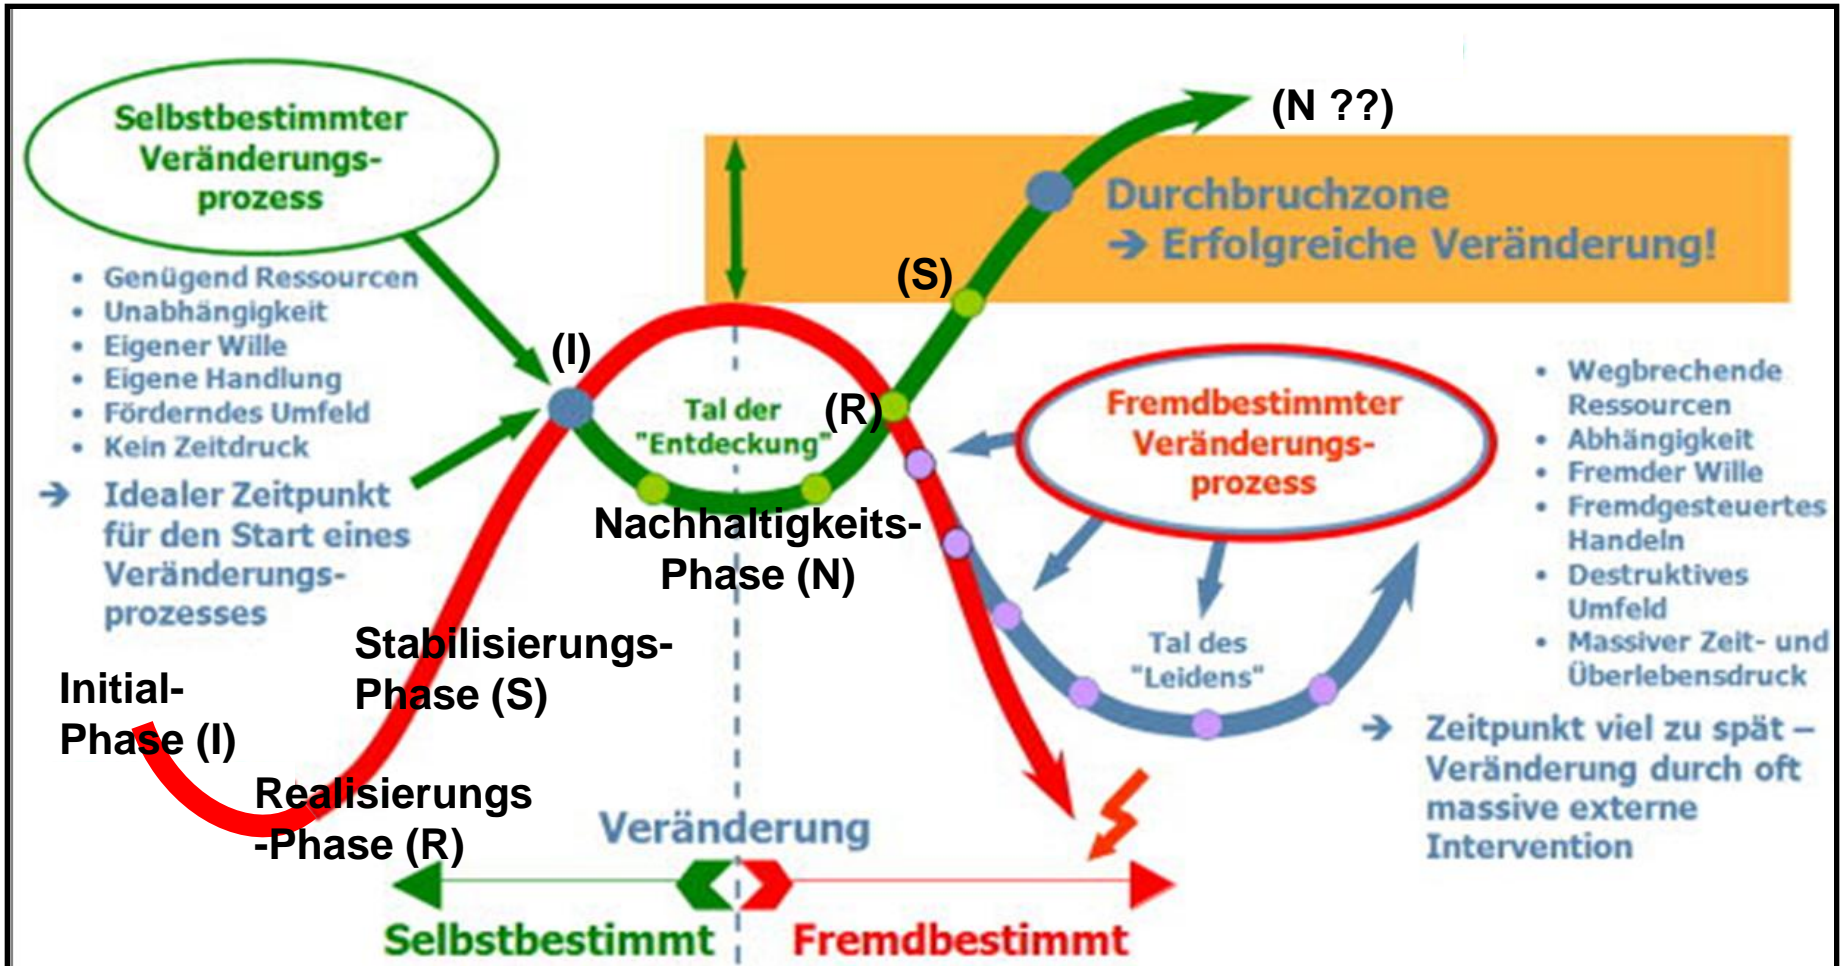 Selbstbestimmter
Veränderungs-
prozess
• Genügend Ressourcen
• Unabhängigkeit
• Eigener Wille
• Eigene Handlung
• Förderndes Umfeld
• Kein Zeitdruck
➔ Idealer Zeitpunkt
für den Start eines
Veränderungs-
prozesses
Initial-
Phase (I)
Realisierungs
-Phase (R)
Stabilisierungs-
Phase (S)
(I)
Tal der
"Entdeckung"
Nachhaltigkeits-
Phase (N)
(R)
(S)
(N ??)
Durchbruchzone
➔ Erfolgreiche Veränderung!
Fremdbestimmter
Veränderungs-
prozess
• Wegbrechende
Ressourcen
• Abhängigkeit
• Fremder Wille
• Fremdgesteuertes
Handeln
• Destruktives
Umfeld
• Massiver Zeit- und
Überlebensdruck
Tal des
"Leidens"
➔ Zeitpunkt viel zu spät –
Veränderung durch oft
massive externe
Intervention
Veränderung
Selbstbestimmt
Fremdbestimmt